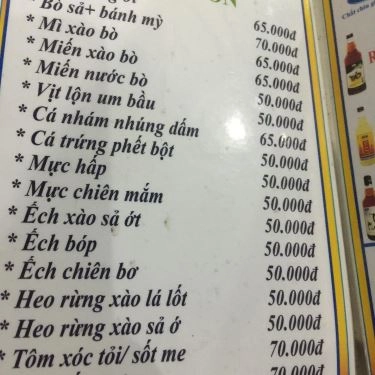 * Bò sả+ bánh mỳ 65.000đ
* Mì xào bò 70.000đ
* Miến xào bò 65.000đ
* Miến nước bò 65.000đ
* Vịt lộn um bầu 50.000đ
* Cá nhám nhúng dấm 50.000đ
* Cá trứng phết bột 65.000đ
* Mực hấp 50.000đ
* Mực chiên mắm 50.000đ
* Ếch xào sả ớt 50.000đ
* Ếch bóp 50.000đ
* Ếch chiên bơ 50.000đ
* Heo rừng xào lá lốt 50.000đ
* Heo rừng xào sả ớ 50.000đ
* Tôm xóc tỏi/ sốt me 70.000đ
70.000đ